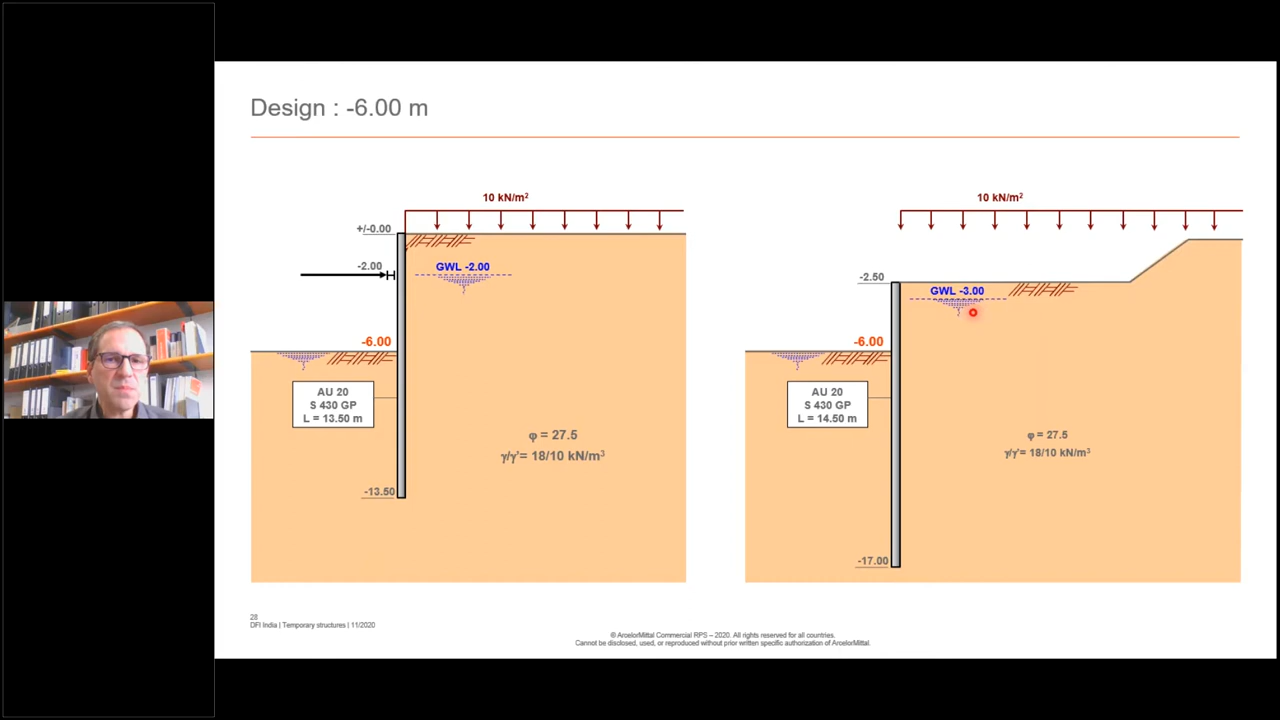 Design : -6.00 m
10 kN/m²
+/-0.00
-2.00
GWL -2.00
-6.00
AU 20
S 430 GP
L = 13.50 m
φ = 27.5
γ/γ'= 18/10 kN/m³
-13.50
10 kN/m²
-2.50
GWL -3.00
-6.00
AU 20
S 430 GP
L = 14.50 m
φ = 27.5
γ/γ'= 18/10 kN/m³
-17.00
28
DFI India | Temporary structures | 11/2020
© ArcelorMittal Commercial RPS – 2020. All rights reserved for all countries.
Cannot be disclosed, used, or reproduced without prior written specific authorization of ArcelorMittal.